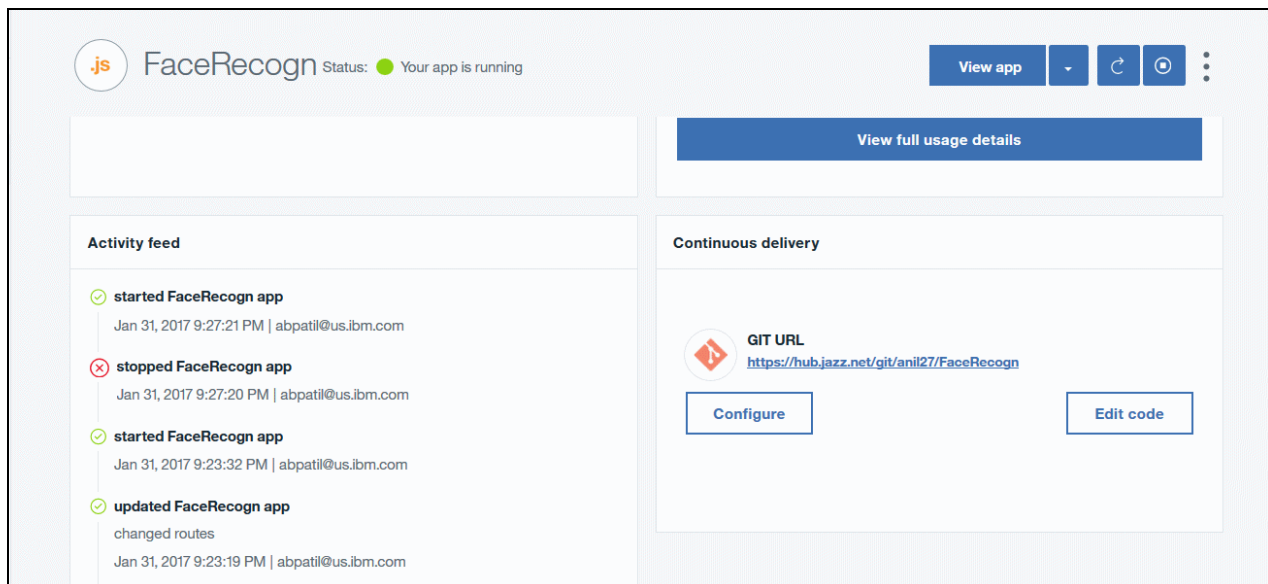 .js
FaceRecogn Status: Your app is running
View app
View full usage details
Activity feed
started FaceRecogn app
Jan 31, 2017 9:27:21 PM | abpatil@us.ibm.com
stopped FaceRecogn app
Jan 31, 2017 9:27:20 PM | abpatil@us.ibm.com
started FaceRecogn app
Jan 31, 2017 9:23:32 PM | abpatil@us.ibm.com
updated FaceRecogn app
changed routes
Jan 31, 2017 9:23:19 PM | abpatil@us.ibm.com
Continuous delivery
GIT URL
https://hub.jazz.net/git/anil27/FaceRecogn
Configure
Edit code